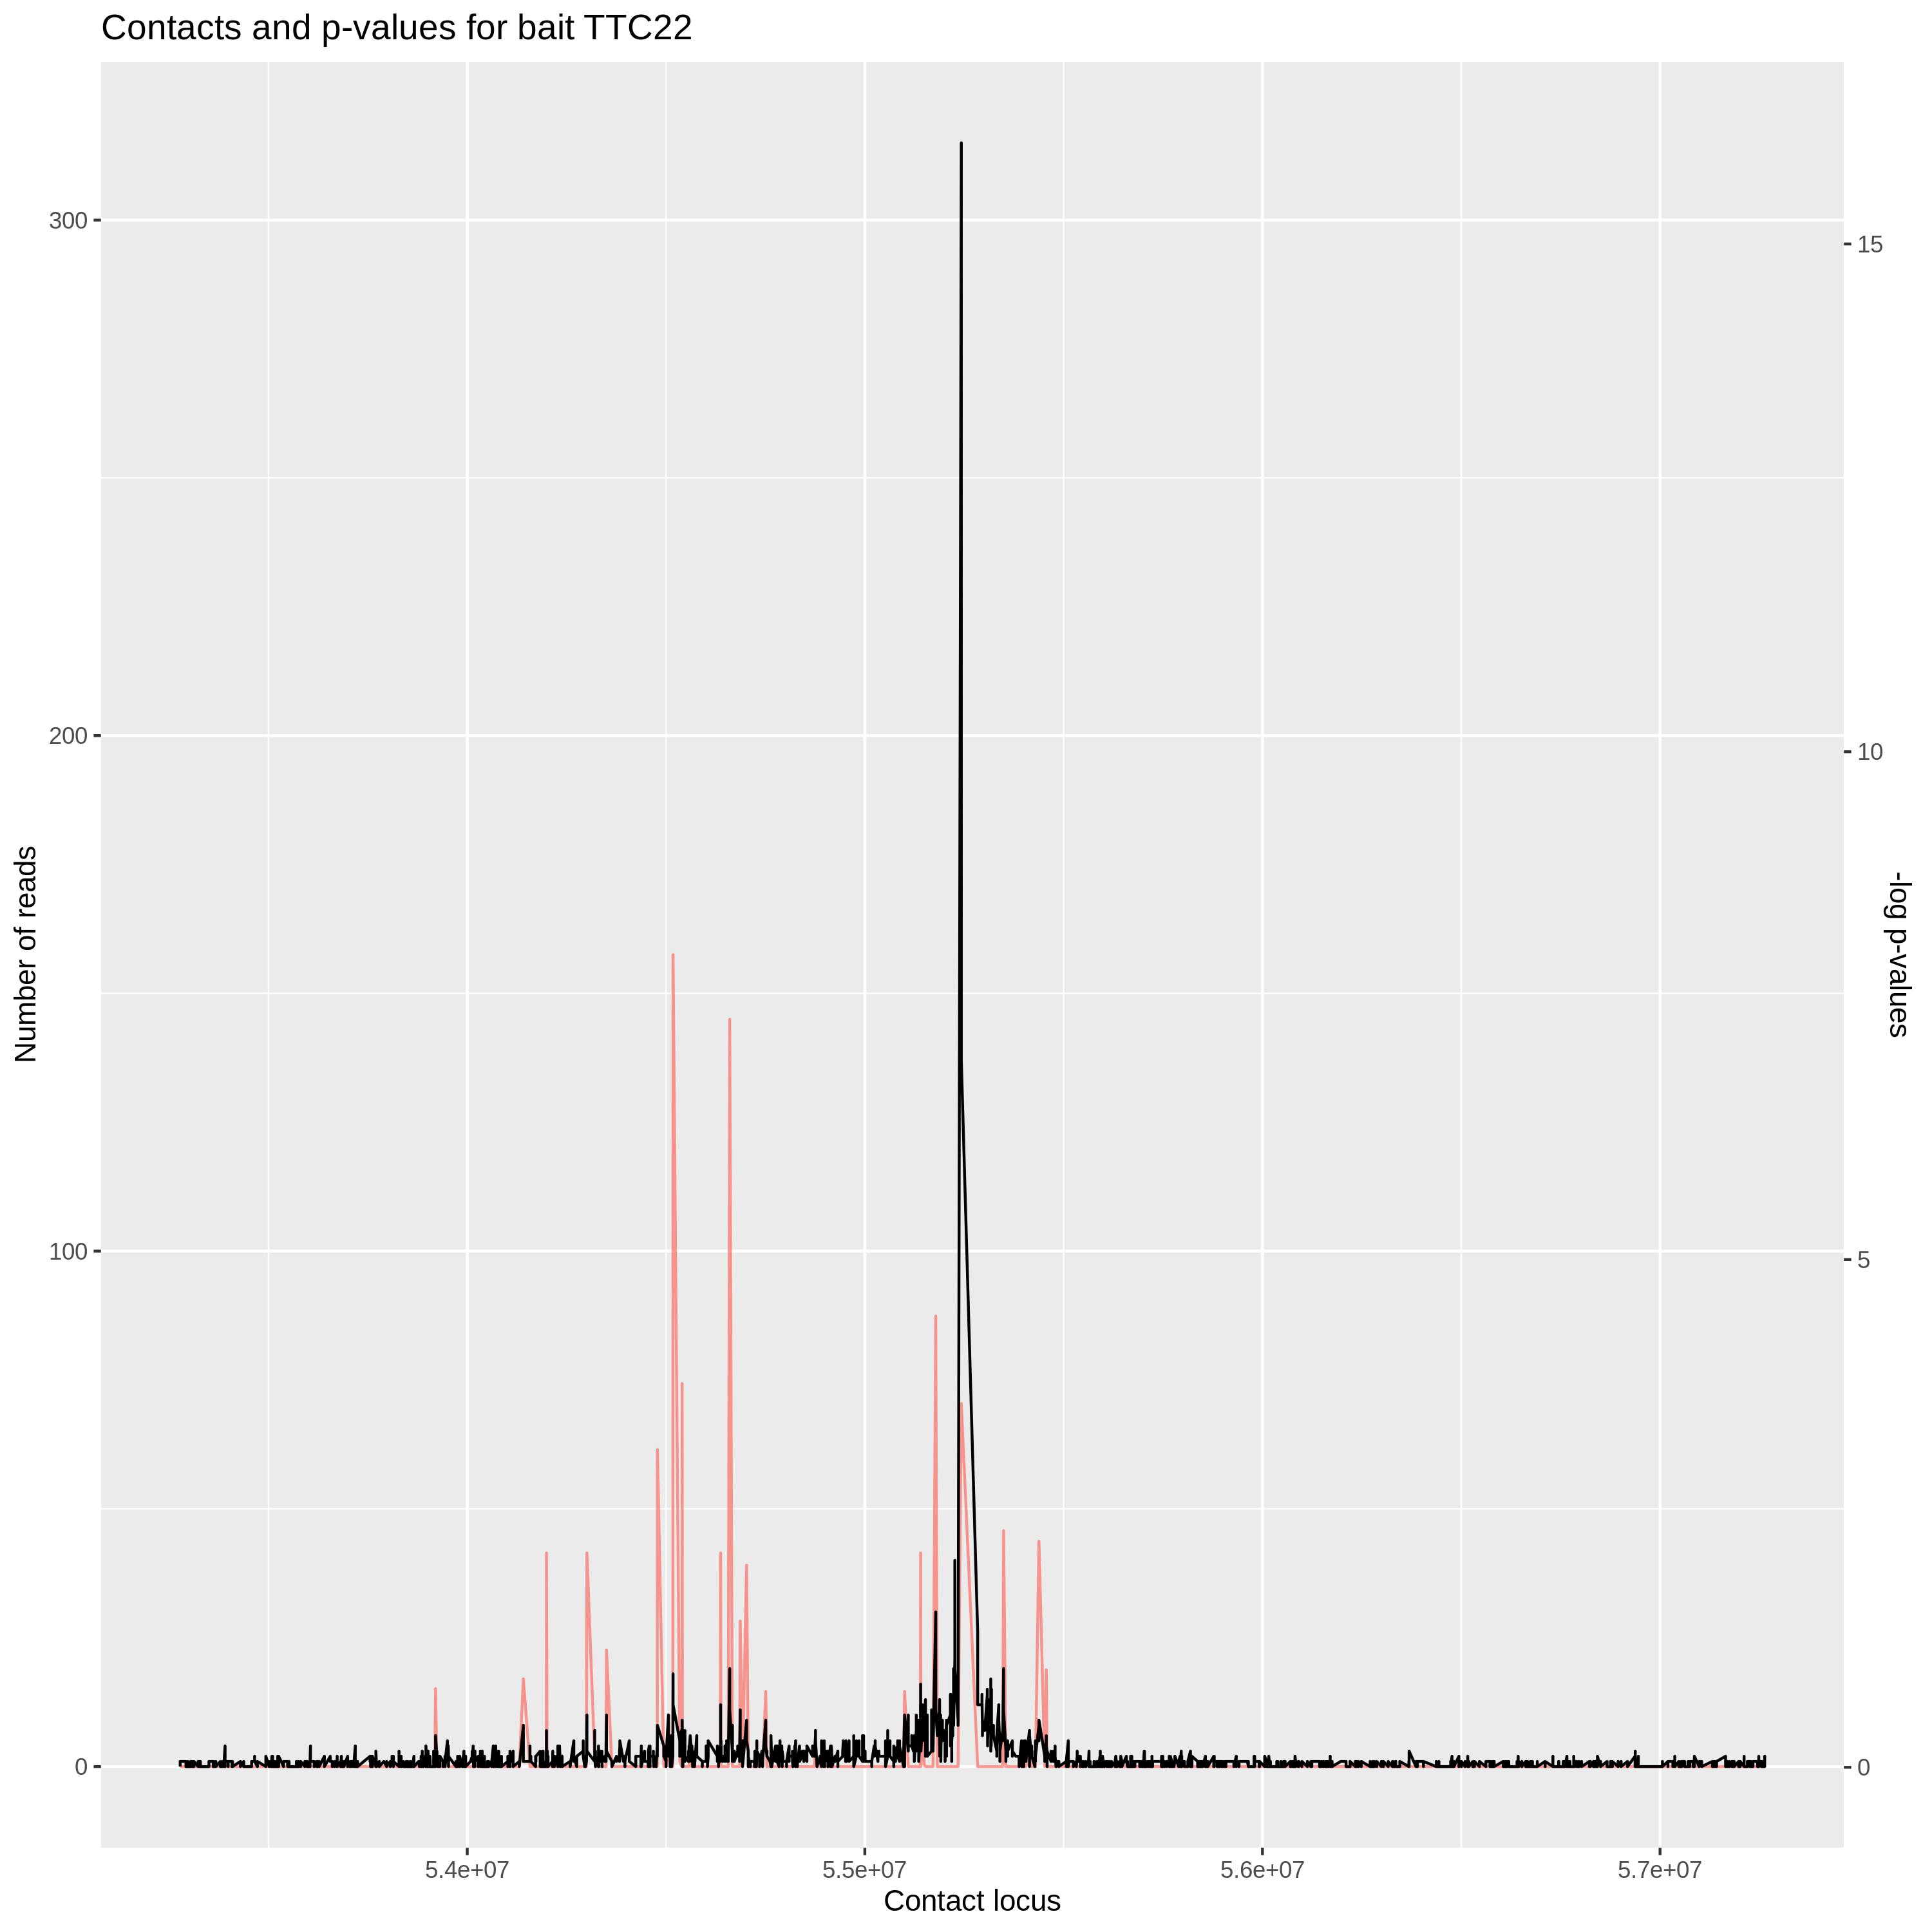 Contacts and p-values for bait TTC22
300
200
100
0
15
10
5
0
Number of reads
-log p-values
5.4e+07 5.5e+07 5.6e+07 5.7e+07
Contact locus